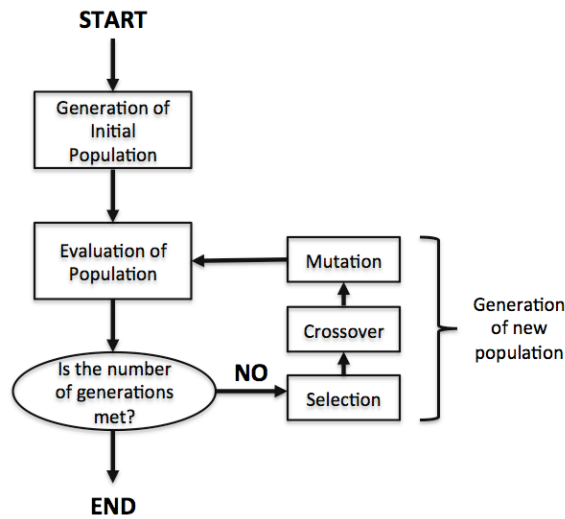 START
Generation of
Initial
Population
Evaluation of
Population
Is the number
of generations
met?
NO
Mutation
Crossover
Selection
Generation
of new
population
END